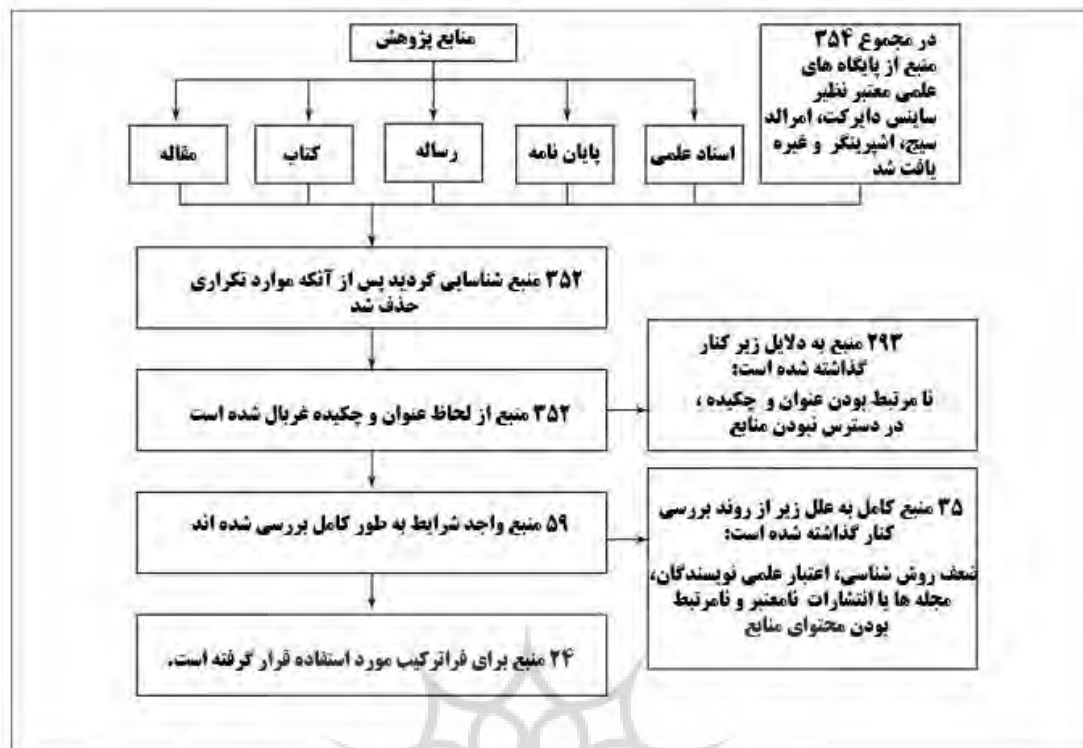 منابع پژوهش
در مجموع ۳۵۴
منبع از پایگاه های
علمی معتبر نظیر
ساینس دایرکت، امرالد
سیج، اشپرینگر و غیره
یافت شد
مقاله
کتاب
رساله
پایان نامه
اسناد علمی
۳۵۲ منبع شناسایی گردید پس از آنکه موارد تکراری
حذف شد
۳۵۲ منبع از لحاظ عنوان و چکیده غربال شده است
۲۹۳ منبع به دلایل زیر کنار
گذاشته شده است:
نا مرتبط بودن عنوان و چکیده ،
در دسترس نبودن منابع
۵۹ منبع واجد شرایط به طور کامل بررسی شده اند
۳۵ منبع کامل به علل زیر از روند بررسی
کنار گذاشته شده است:
ضعف روش شناسی، اعتبار علمی نویسندگان،
مجله ها یا انتشارات نامعتبر و نامرتبط
بودن محتوای منابع
۲۴ منبع برای فراترکیب مورد استفاده قرار گرفته است.